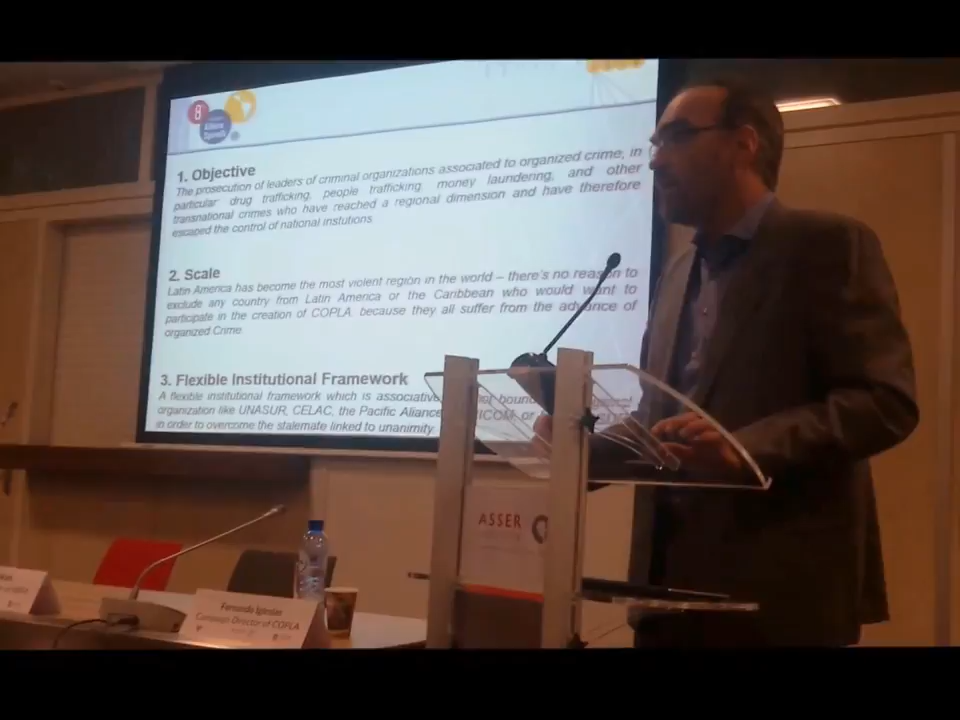 8
1. Objective
The prosecution of leaders of criminal organizations associated to organized crime, in
particular drug trafficking, people trafficking, money laundering, and other
transnational crimes who have reached a regional dimension and have therefore
escaped the control of national instutions.
2. Scale
Latin America has become the most violent region in the world – there's no reason to
exclude any country from Latin America or the Caribbean who would want to
participate in the creation of COPLA, because they all suffer from the advance of
organized Crime.
3. Flexible Institutional Framework
A flexible institutional framework which is associative
organization like UNASUR, CELAC, the Pacific Alliance or
in order to overcome the stalemate linked to unanimity.
ASSER
Fernando Iglesias
Campaign Director of COPLA